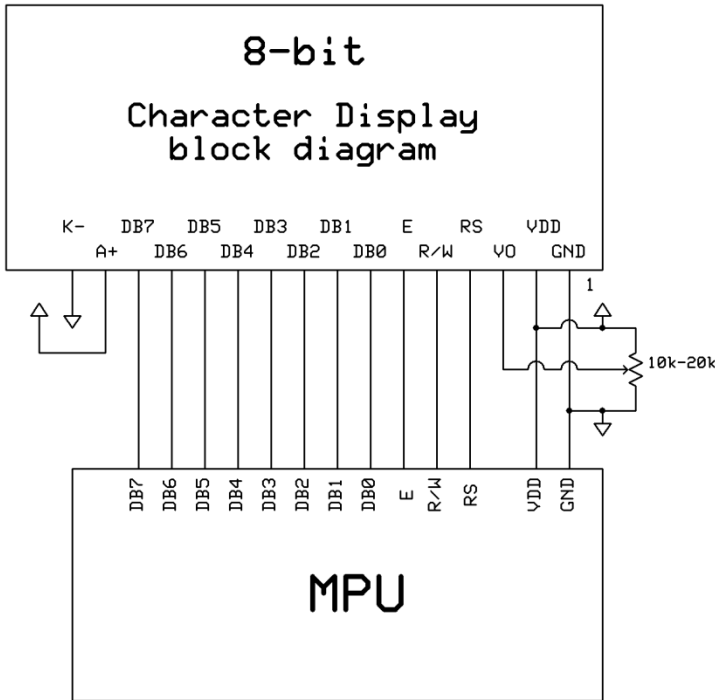 8-bit
Character Display
block diagram
K- DB7 DB5 DB3 DB1 E RS VDD
A+ DB6 DB4 DB2 DB0 R/W VO GND
1
10k-20k
DB7 DB6 DB5 DB4 DB3 DB2 DB1 DB0 E R/W RS VDD GND
MPU